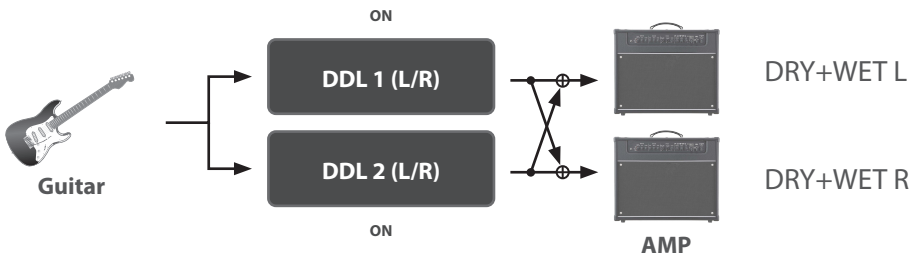 ON
DDL 1 (L/R)
DRY+WET L
DDL 2 (L/R)
DRY+WET R
Guitar
ON
AMP